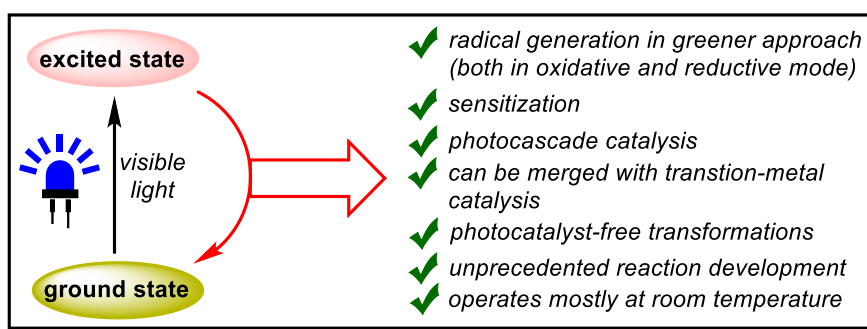 excited state
visible
light
ground state
radical generation in greener approach
(both in oxidative and reductive mode)
sensitization
photocascade catalysis
can be merged with transtion-metal
catalysis
photocatalyst-free transformations
unprecedented reaction development
operates mostly at room temperature